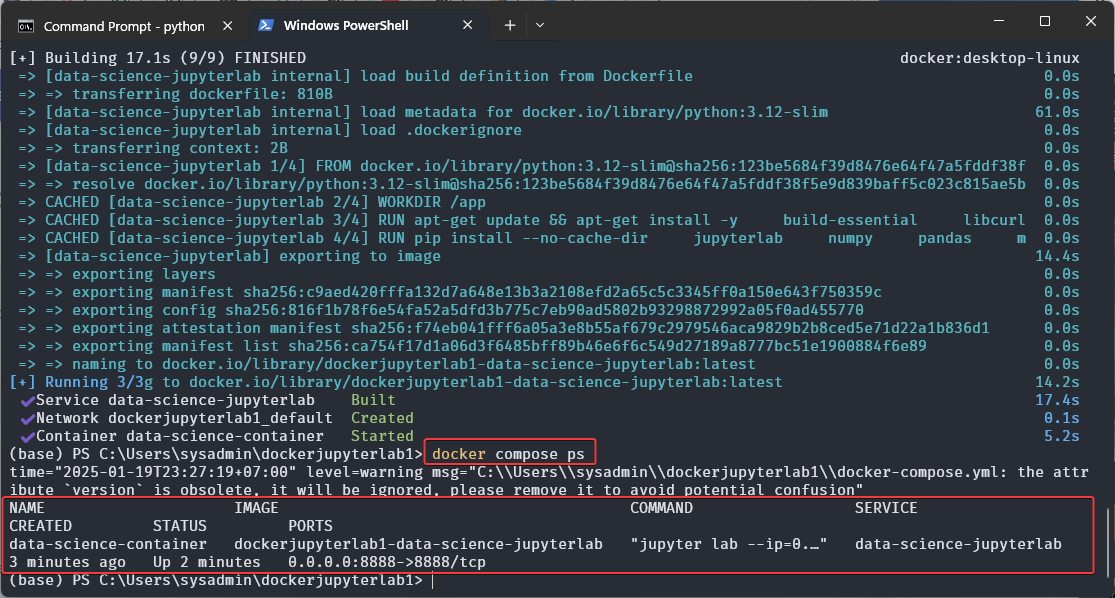 Command Prompt - python
Windows PowerShell
[+] Building 17.1s (9/9) FINISHED docker:desktop-linux
=> [data-science-jupyterlab internal] load build definition from Dockerfile 0.0s
=> => transferring dockerfile: 810B 0.0s
=> [data-science-jupyterlab internal] load metadata for docker.io/library/python:3.12-slim 61.0s
=> [data-science-jupyterlab internal] load .dockerignore 0.0s
=> => transferring context: 2B 0.0s
=> [data-science-jupyterlab 1/4] FROM docker.io/library/python:3.12-slim@sha256:123be5684f39d8476e64f47a5fddf38f 0.0s
=> => resolve docker.io/library/python:3.12-slim@sha256:123be5684f39d8476e64f47a5fddf38f5e9d839baff5c023c815ae5b 0.0s
=> CACHED [data-science-jupyterlab 2/4] WORKDIR /app 0.0s
=> CACHED [data-science-jupyterlab 3/4] RUN apt-get update && apt-get install -y build-essential libcurl 0.0s
=> CACHED [data-science-jupyterlab 4/4] RUN pip install --no-cache-dir jupyterlab numpy pandas m 0.0s
=> [data-science-jupyterlab] exporting to image 14.4s
=> => exporting layers 0.0s
=> => exporting manifest sha256:c9aed420fffa132d7a648e13b3a2108efd2a65c5c3345ff0a150e643f750359c 0.0s
=> => exporting config sha256:816f1b78f6e54fa52a5dfd3b775c7eb90ad5802b93298872992a05f0ad455770 0.0s
=> => exporting attestation manifest sha256:f74eb041fff6a05a3e8b55af679c2979546aca9829b2b8ced5e71d22a1b836d1 0.0s
=> => exporting manifest list sha256:ca754f17d1a06d3f6485bff89b46e6f6c549d27189a8777bc51e1900884f6e89 0.0s
=> => naming to docker.io/library/dockerjupyterlab1-data-science-jupyterlab:latest 0.0s
[+] Running 3/3g to docker.io/library/dockerjupyterlab1-data-science-jupyterlab:latest 14.2s
✔Service data-science-jupyterlab Built 17.4s
✔Network dockerjupyterlab1_default Created 0.1s
✔Container data-science-container Started 5.2s
(base) PS C:\Users\sysadmin\dockerjupyterlab1> docker compose ps
time="2025-01-19T23:27:19+07:00" level=warning msg="C:\\Users\\sysadmin\\dockerjupyterlab1\\docker-compose.yml: the attr
ibute `version` is obsolete, it will be ignored, please remove it to avoid potential confusion"
NAME IMAGE COMMAND SERVICE
CREATED STATUS PORTS
data-science-container dockerjupyterlab1-data-science-jupyterlab "jupyter lab --ip=0.…" data-science-jupyterlab
3 minutes ago Up 2 minutes 0.0.0.0:8888->8888/tcp
(base) PS C:\Users\sysadmin\dockerjupyterlab1>